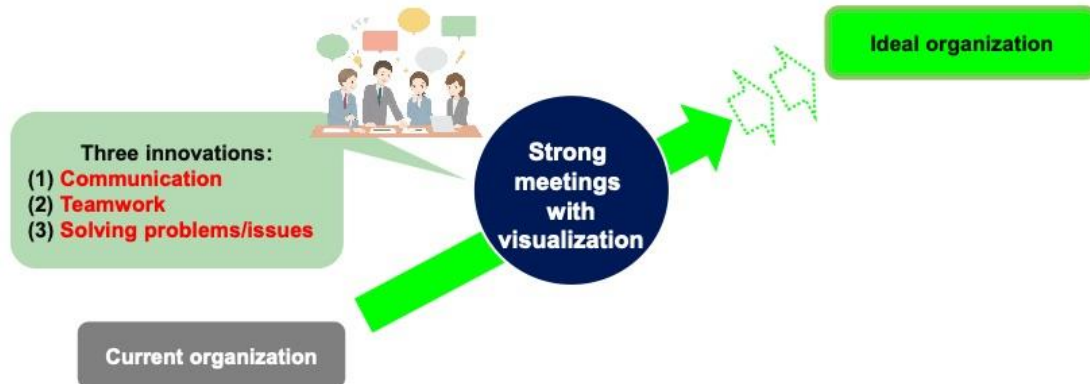 Ideal organization
Three innovations:
(1) Communication
(2) Teamwork
(3) Solving problems/issues
Strong
meetings
with
visualization
Current organization